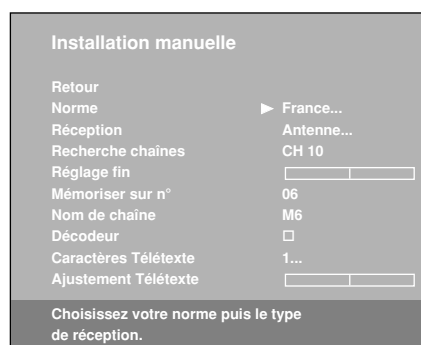 Installation manuelle
Retour
Norme ▶ France...
Réception Antenne...
Recherche chaînes CH 10
Réglage fin
Mémoriser sur n° 06
Nom de chaîne M6
Décodeur □
Caractères Télétexte 1...
Ajustement Télétexte
Choisissez votre norme puis le type
de réception.